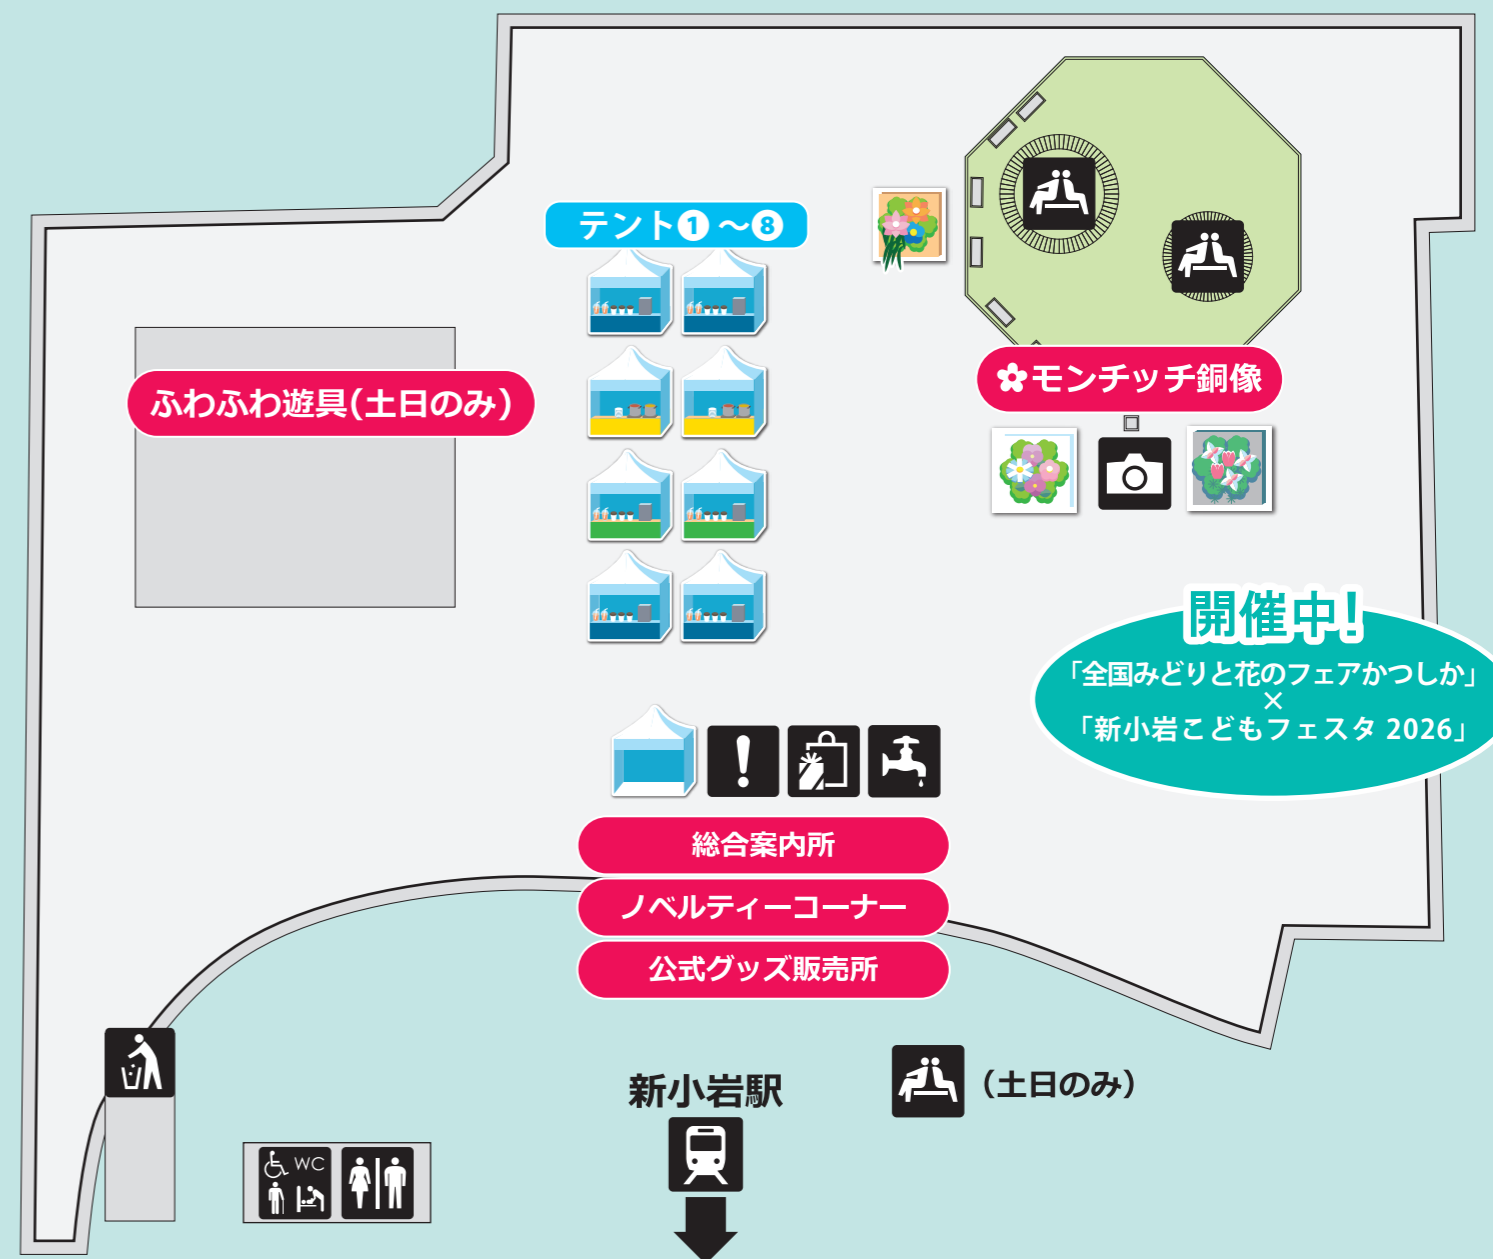 テント❶～❽
ふわふわ遊具(土日のみ)
✿モンチッチ銅像
開催中!
「全国みどりと花のフェアかつしか」
×
「新小岩こどもフェスタ 2026」
総合案内所
ノベルティーコーナー
公式グッズ販売所
新小岩駅
(土日のみ)
WC